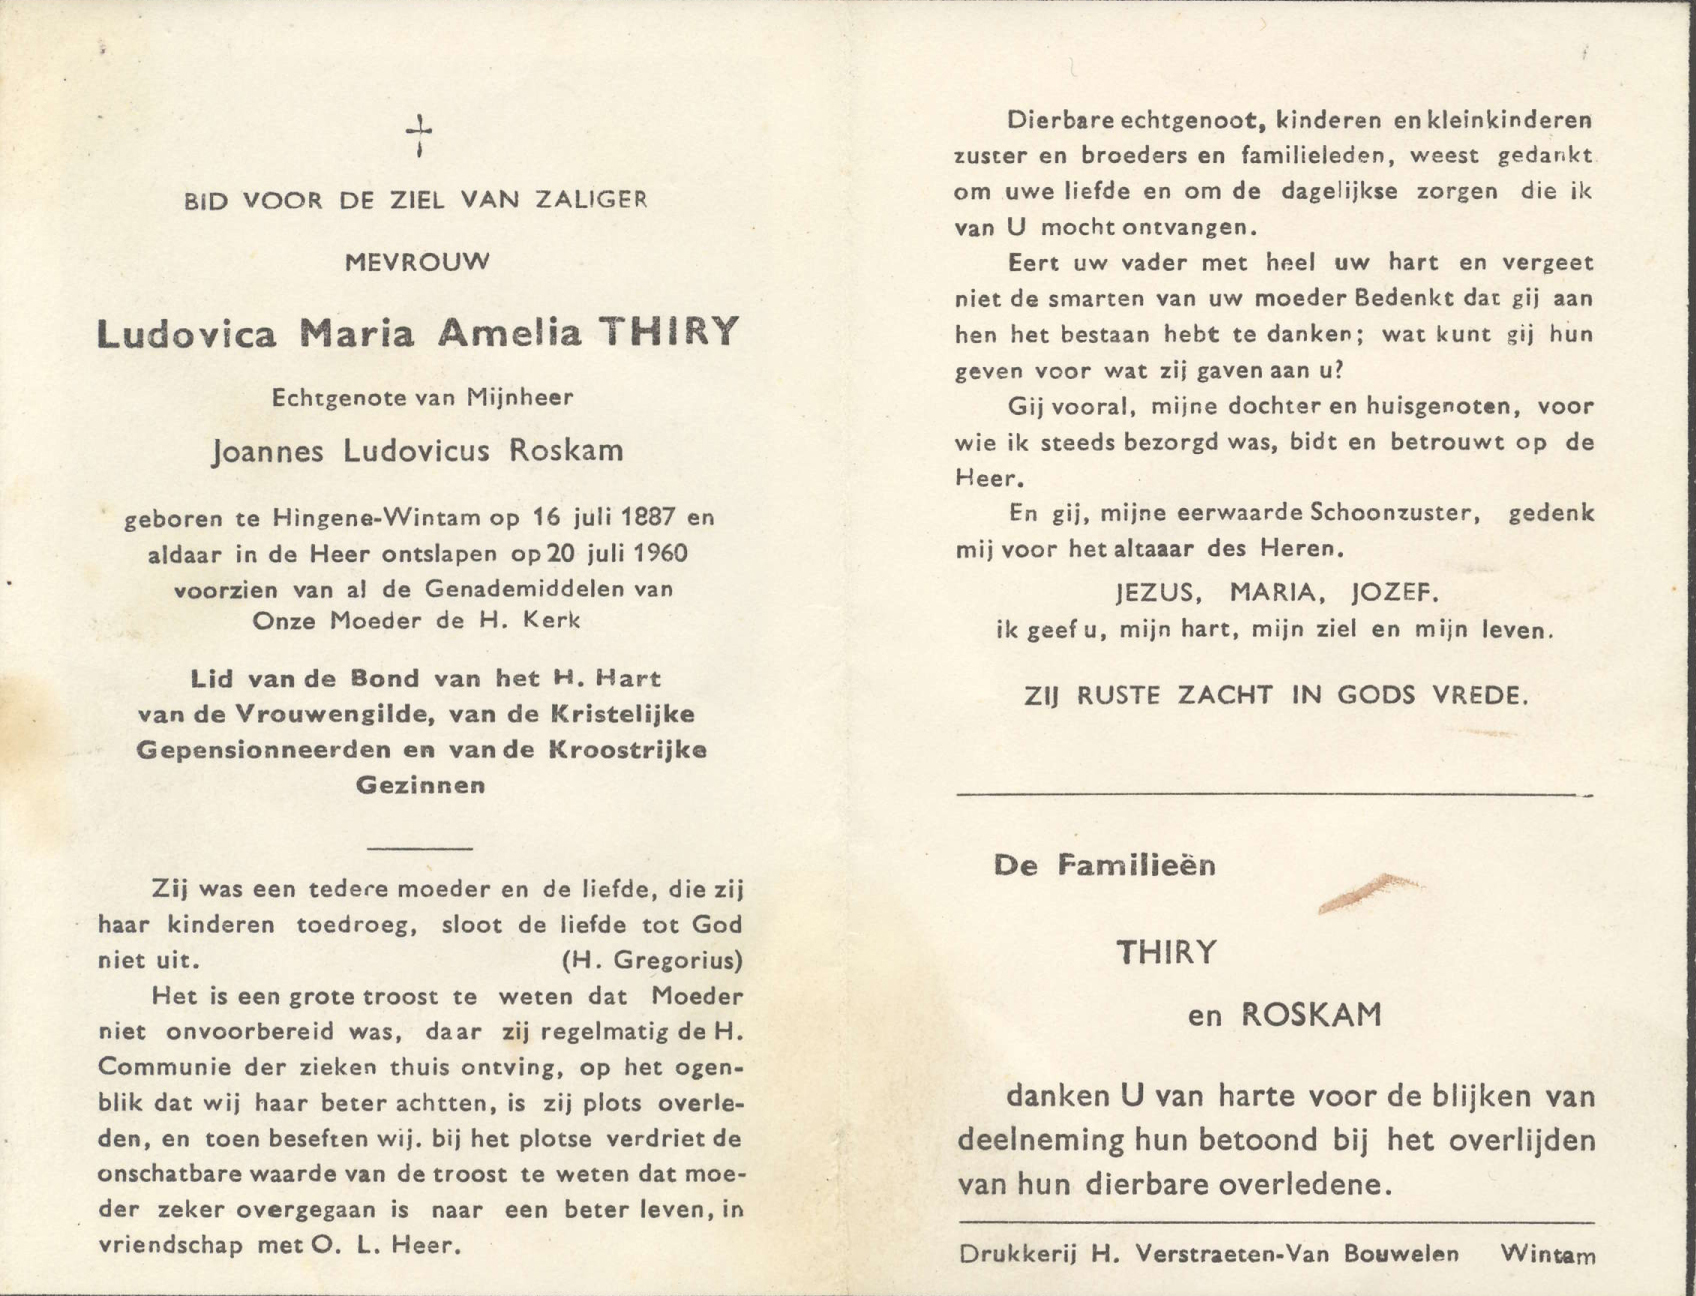 BID VOOR DE ZIEL VAN ZALIGER
MEVROUW
Ludovica Maria Amelia THIRY
Echtgenote van Mijnheer
Joannes Ludovicus Roskam
geboren te Hingene-Wintam op 16 juli 1887 en
aldaar in de Heer ontslapen op 20 juli 1960
voorzien van al de Genademiddelen van
Onze Moeder de H. Kerk
Lid van de Bond van het H. Hart
van de Vrouwengilde, van de Kristelijke
Gepensionneerden en van de Kroostrijke
Gezinnen
Zij was een tedere moeder en de liefde, die zij
haar kinderen toedroeg, sloot de liefde tot God
niet uit. (H. Gregorius)
Het is een grote troost te weten dat Moeder
niet onvoorbereid was, daar zij regelmatig de H.
Communie der zieken thuis ontving, op het ogen-
blik dat wij haar beter achtten, is zij plots overle-
den, en toen beseften wij. bij het plotse verdriet de
onschatbare waarde van de troost te weten dat moe-
der zeker overgegaan is naar een beter leven, in
vriendschap met O. L. Heer.
Dierbare echtgenoot, kinderen en kleinkinderen
zuster en broeders en familieleden, weest gedankt
om uwe liefde en om de dagelijkse zorgen die ik
van U mocht ontvangen.
Eert uw vader met heel uw hart en vergeet
niet de smarten van uw moeder Bedenkt dat gij aan
hen het bestaan hebt te danken; wat kunt gij hun
geven voor wat zij gaven aan u?
Gij vooral, mijne dochter en huisgenoten, voor
wie ik steeds bezorgd was, bidt en betrouwt op de
Heer.
En gij, mijne eerwaarde Schoonzuster, gedenk
mij voor het altaaar des Heren.
JEZUS, MARIA, JOZEF.
ik geef u, mijn hart, mijn ziel en mijn leven.
ZIJ RUSTE ZACHT IN GODS VREDE.
De Familieën
THIRY
en ROSKAM
danken U van harte voor de blijken van
deelneming hun betoond bij het overlijden
van hun dierbare overledene.
Drukkerij H. Verstraeten-Van Bouwelen Wintam